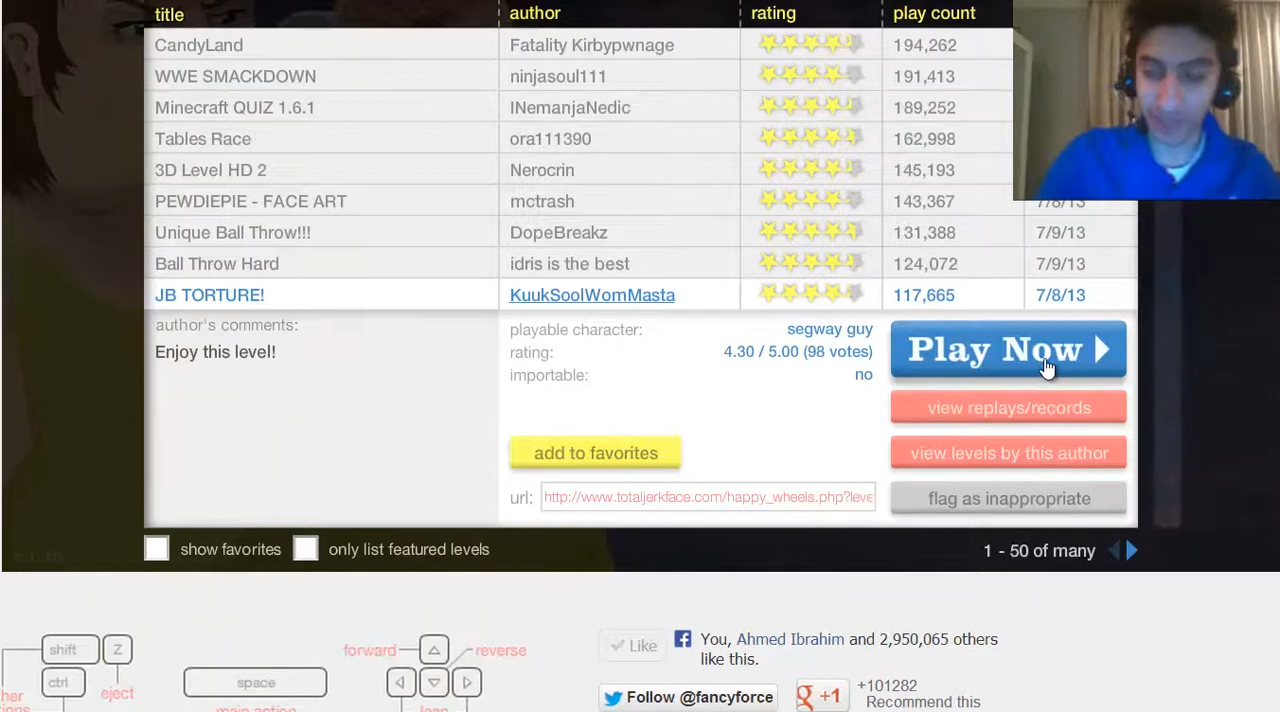 title author rating play count
CandyLand Fatality Kirbypwnage 194,262
WWE SMACKDOWN ninjasoul111 191,413
Minecraft QUIZ 1.6.1 INemanjaNedic 189,252
Tables Race ora111390 162,998
3D Level HD 2 Nerocrin 145,193
PEWDIEPIE - FACE ART mctrash 143,367 7/8/13
Unique Ball Throw!!! DopeBreakz 131,388 7/9/13
Ball Throw Hard idris is the best 124,072 7/9/13
JB TORTURE! KuukSoolWomMasta 117,665 7/8/13
author's comments:
Enjoy this level!
playable character: segway guy
rating: 4.30 / 5.00 (98 votes)
importable: no
Play Now
view replays/records
add to favorites
view levels by this author
url: http://www.totaljerkface.com/happy_wheels.php?leve
flag as inappropriate
show favorites only list featured levels 1 - 50 of many
shift Z
ctrl
eject
space
main action
forward
reverse
lean
Like
You, Ahmed Ibrahim and 2,950,065 others
like this.
Follow @fancyforce
g +1
+101282
Recommend this